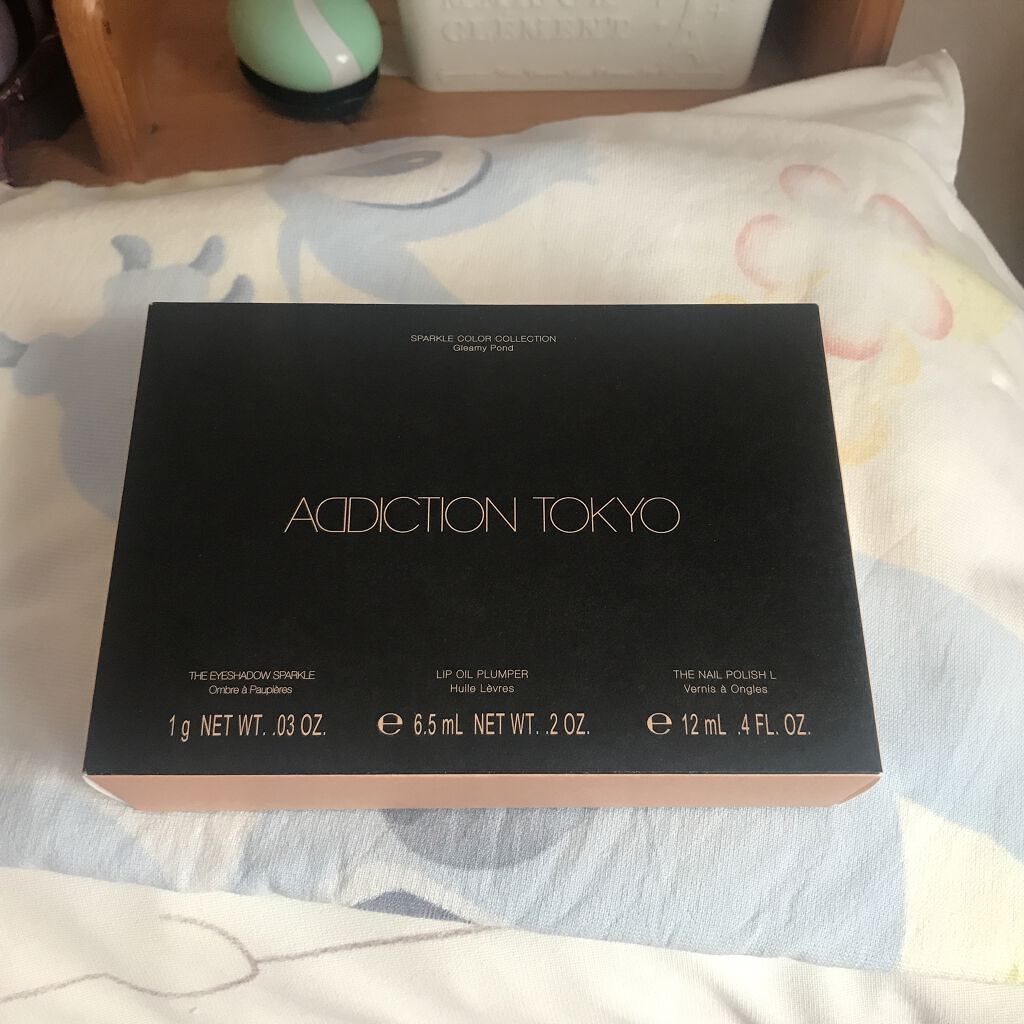 CLEMENT
SPARKLE COLOR COLLECTION
Gleamy Pond
ADDICTION TOKYO
THE EYESHADOW SPARKLE
Ombre à Paupières
1 g NET WT. .03 OZ.
LIP OIL PLUMPER
Huile Lèvres
℮ 6.5 mL NET WT. .2 OZ.
THE NAIL POLISH L
Vernis à Ongles
℮ 12 mL .4 FL. OZ.